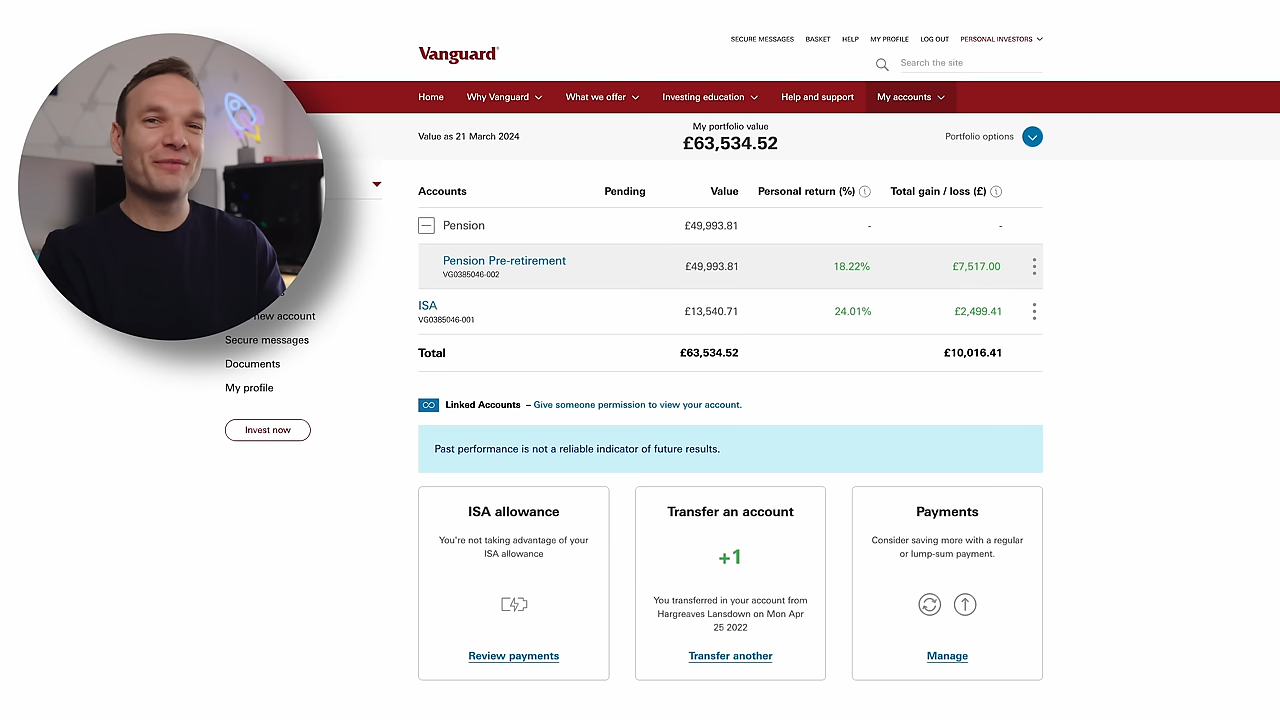 SECURE MESSAGES BASKET HELP MY PROFILE LOG OUT PERSONAL INVESTORS
Vanguard
Search the site
Home Why Vanguard What we offer Investing education Help and support My accounts
Value as 21 March 2024
My portfolio value
£63,534.52
Portfolio options
Accounts Pending Value Personal return (%) Total gain / loss (£)
Pension £49,993.81 - -
Pension Pre-retirement £49,993.81 18.22% £7,517.00
VG0385046-002
ISA £13,540.71 24.01% £2,499.41
VG0385046-001
Total £63,534.52 £10,016.41
new account
Secure messages
Documents
My profile
Invest now
Linked Accounts – Give someone permission to view your account.
Past performance is not a reliable indicator of future results.
ISA allowance
You're not taking advantage of your
ISA allowance
Review payments
Transfer an account
+1
You transferred in your account from
Hargreaves Lansdown on Mon Apr
25 2022
Transfer another
Payments
Consider saving more with a regular
or lump-sum payment.
Manage